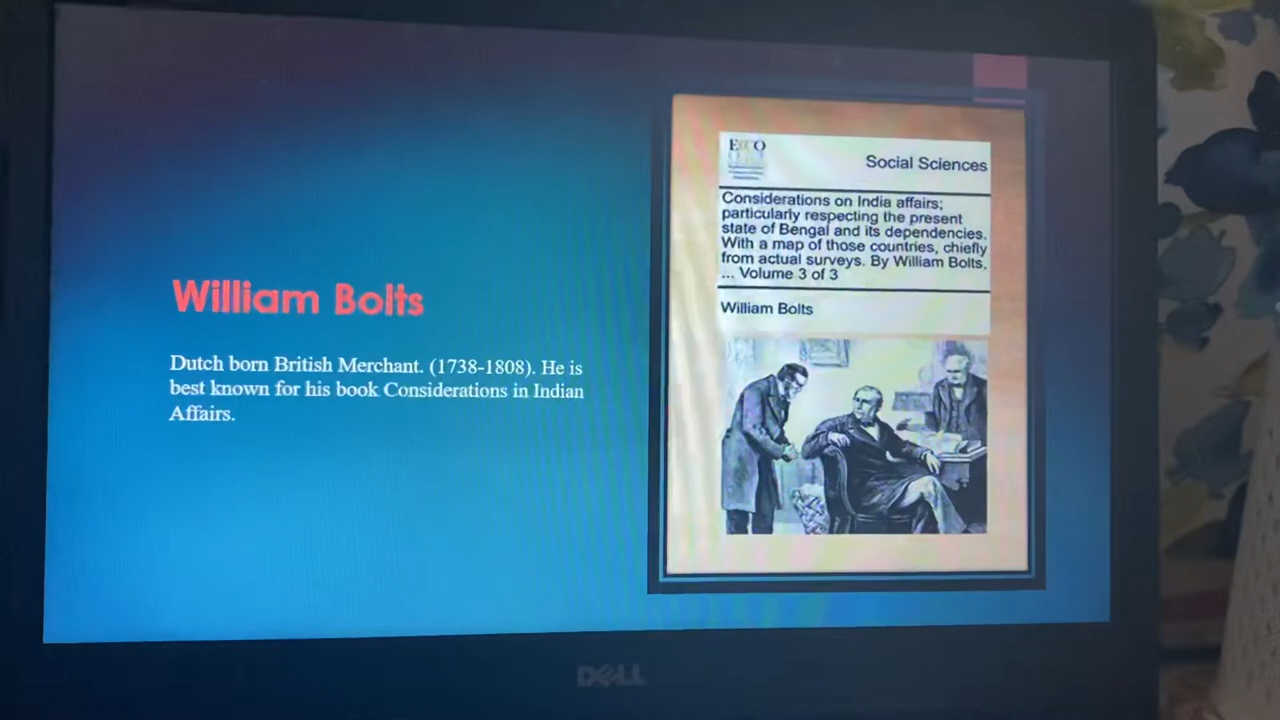 William Bolts
Dutch born British Merchant. (1738-1808). He is
best known for his book Considerations in Indian
Affairs.
ECCO
Social Sciences
Considerations on India affairs;
particularly respecting the present
state of Bengal and its dependencies.
With a map of those countries, chiefly
from actual surveys. By William Bolts,
... Volume 3 of 3
William Bolts
DELL